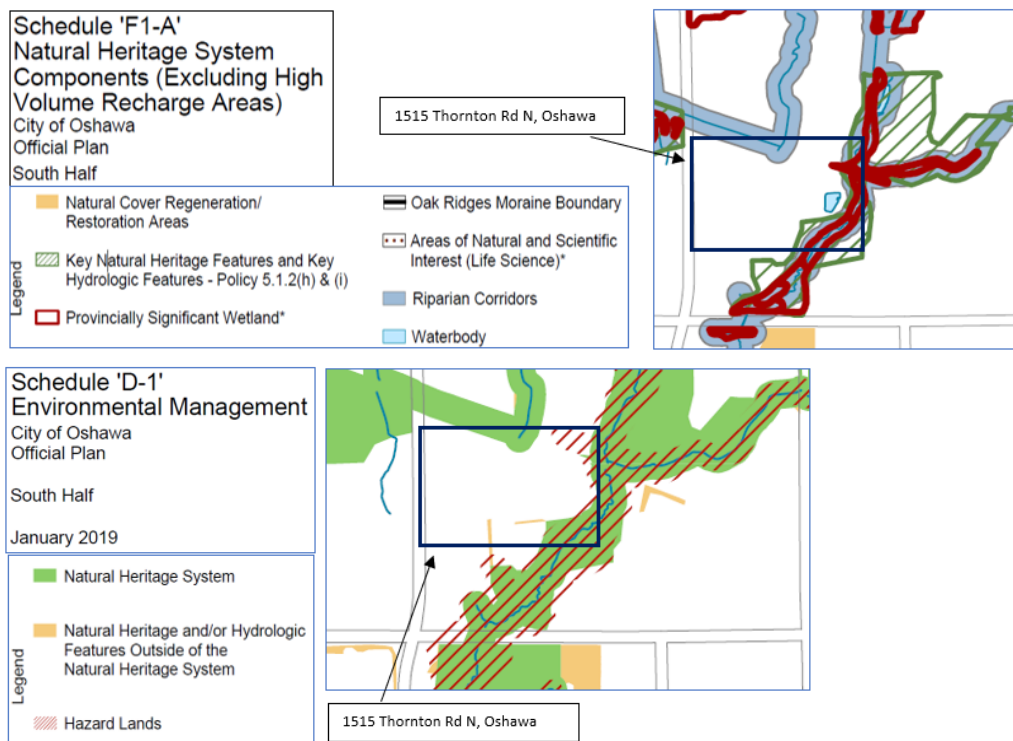 Schedule 'F1-A'
Natural Heritage System
Components (Excluding High
Volume Recharge Areas)
City of Oshawa
Official Plan
South Half
1515 Thornton Rd N, Oshawa
Legend
Natural Cover Regeneration/
Restoration Areas
Key Natural Heritage Features and Key
Hydrologic Features - Policy 5.1.2(h) & (i)
Provincially Significant Wetland*
Oak Ridges Moraine Boundary
Areas of Natural and Scientific
Interest (Life Science)*
Riparian Corridors
Waterbody
Schedule 'D-1'
Environmental Management
City of Oshawa
Official Plan
South Half
January 2019
Legend
Natural Heritage System
Natural Heritage and/or Hydrologic
Features Outside of the
Natural Heritage System
Hazard Lands
1515 Thornton Rd N, Oshawa